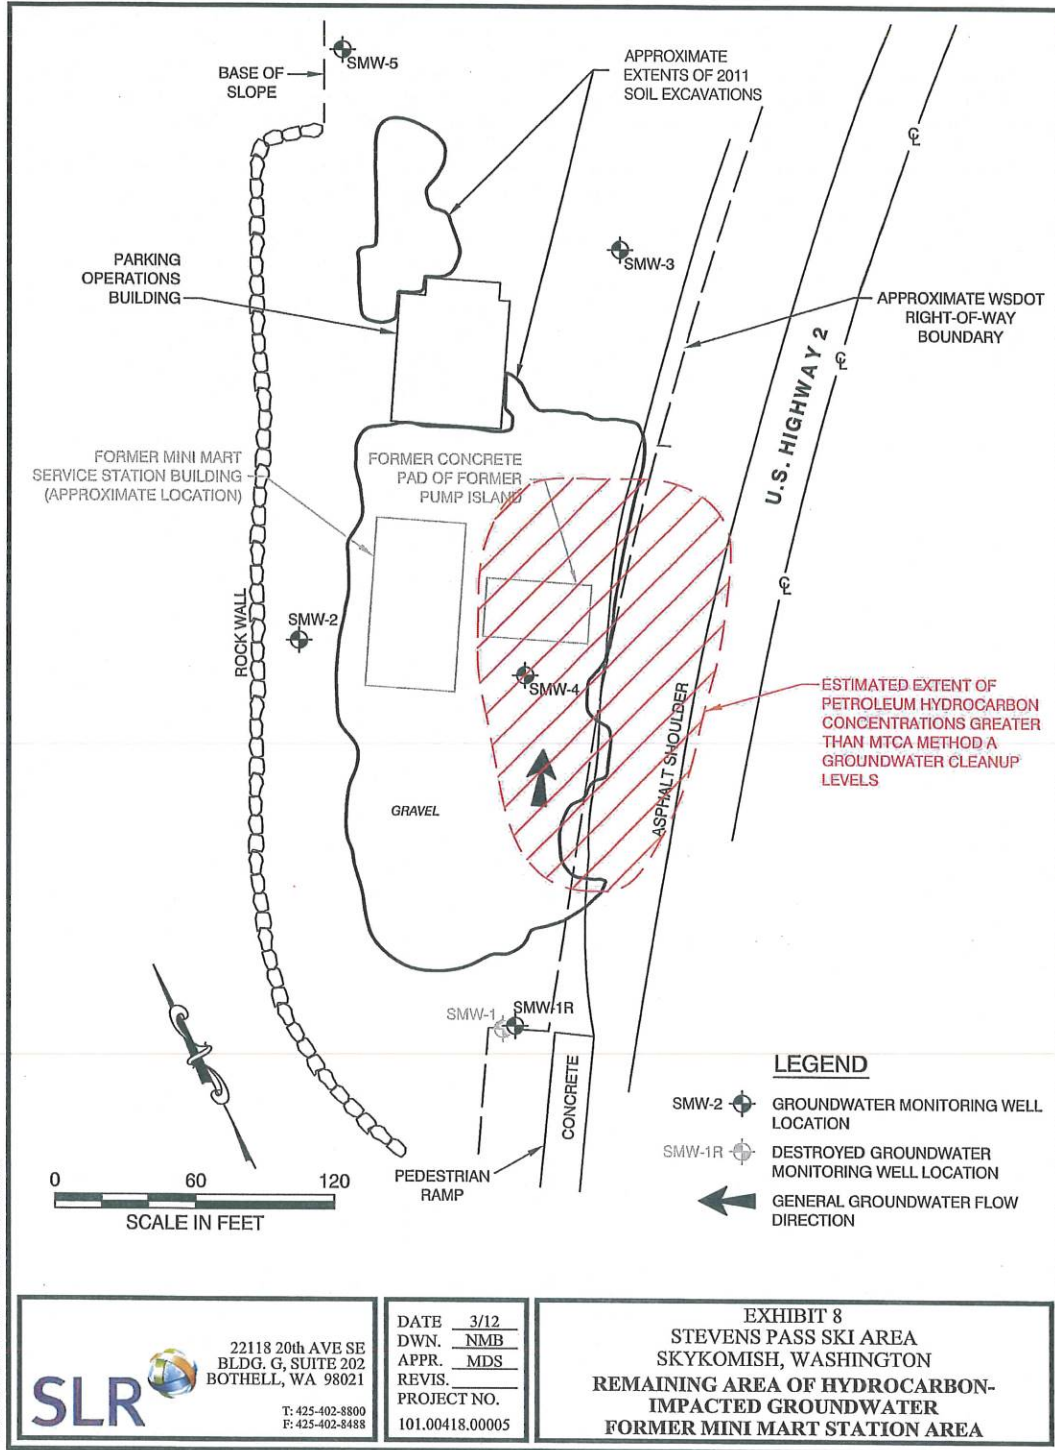 SMW-5
BASE OF
SLOPE
APPROXIMATE
EXTENTS OF 2011
SOIL EXCAVATIONS
℄
SMW-3
PARKING
OPERATIONS
BUILDING
APPROXIMATE WSDOT
RIGHT-OF-WAY
BOUNDARY
℄
U.S. HIGHWAY 2
FORMER MINI MART
SERVICE STATION BUILDING
(APPROXIMATE LOCATION)
FORMER CONCRETE
PAD OF FORMER
PUMP ISLAND
℄
ROCK WALL
SMW-2
SMW-4
ESTIMATED EXTENT OF
PETROLEUM HYDROCARBON
CONCENTRATIONS GREATER
THAN MTCA METHOD A
GROUNDWATER CLEANUP
LEVELS
ASPHALT SHOULDER
GRAVEL
SMW-1
SMW-1R
CONCRETE
PEDESTRIAN
RAMP
LEGEND
SMW-2 GROUNDWATER MONITORING WELL
LOCATION
SMW-1R DESTROYED GROUNDWATER
MONITORING WELL LOCATION
GENERAL GROUNDWATER FLOW
DIRECTION
0 60 120
SCALE IN FEET
SLR
22118 20th AVE SE
BLDG. G, SUITE 202
BOTHELL, WA 98021
T: 425-402-8800
F: 425-402-8488
DATE 3/12
DWN. NMB
APPR. MDS
REVIS.
PROJECT NO.
101.00418.00005
EXHIBIT 8
STEVENS PASS SKI AREA
SKYKOMISH, WASHINGTON
REMAINING AREA OF HYDROCARBON-
IMPACTED GROUNDWATER
FORMER MINI MART STATION AREA